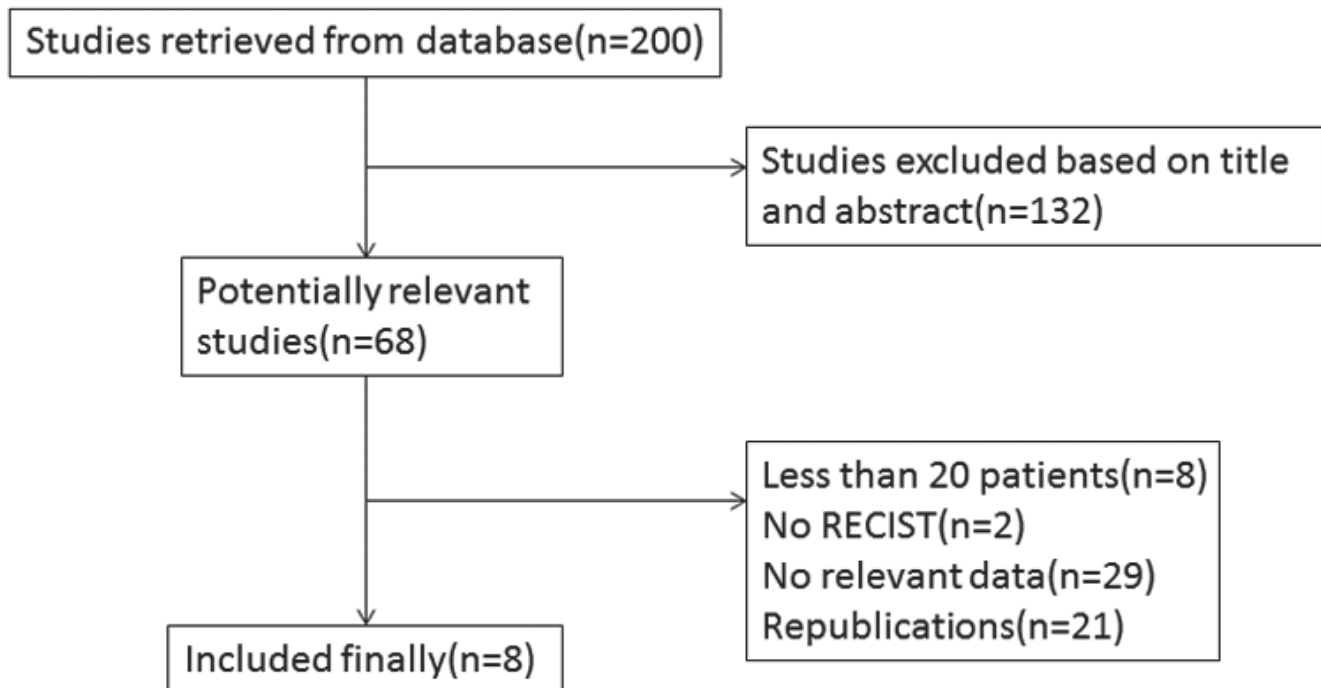 Studies retrieved from database(n=200)
Studies excluded based on title
and abstract(n=132)
Potentially relevant
studies(n=68)
Less than 20 patients(n=8)
No RECIST(n=2)
No relevant data(n=29)
Republications(n=21)
Included finally(n=8)